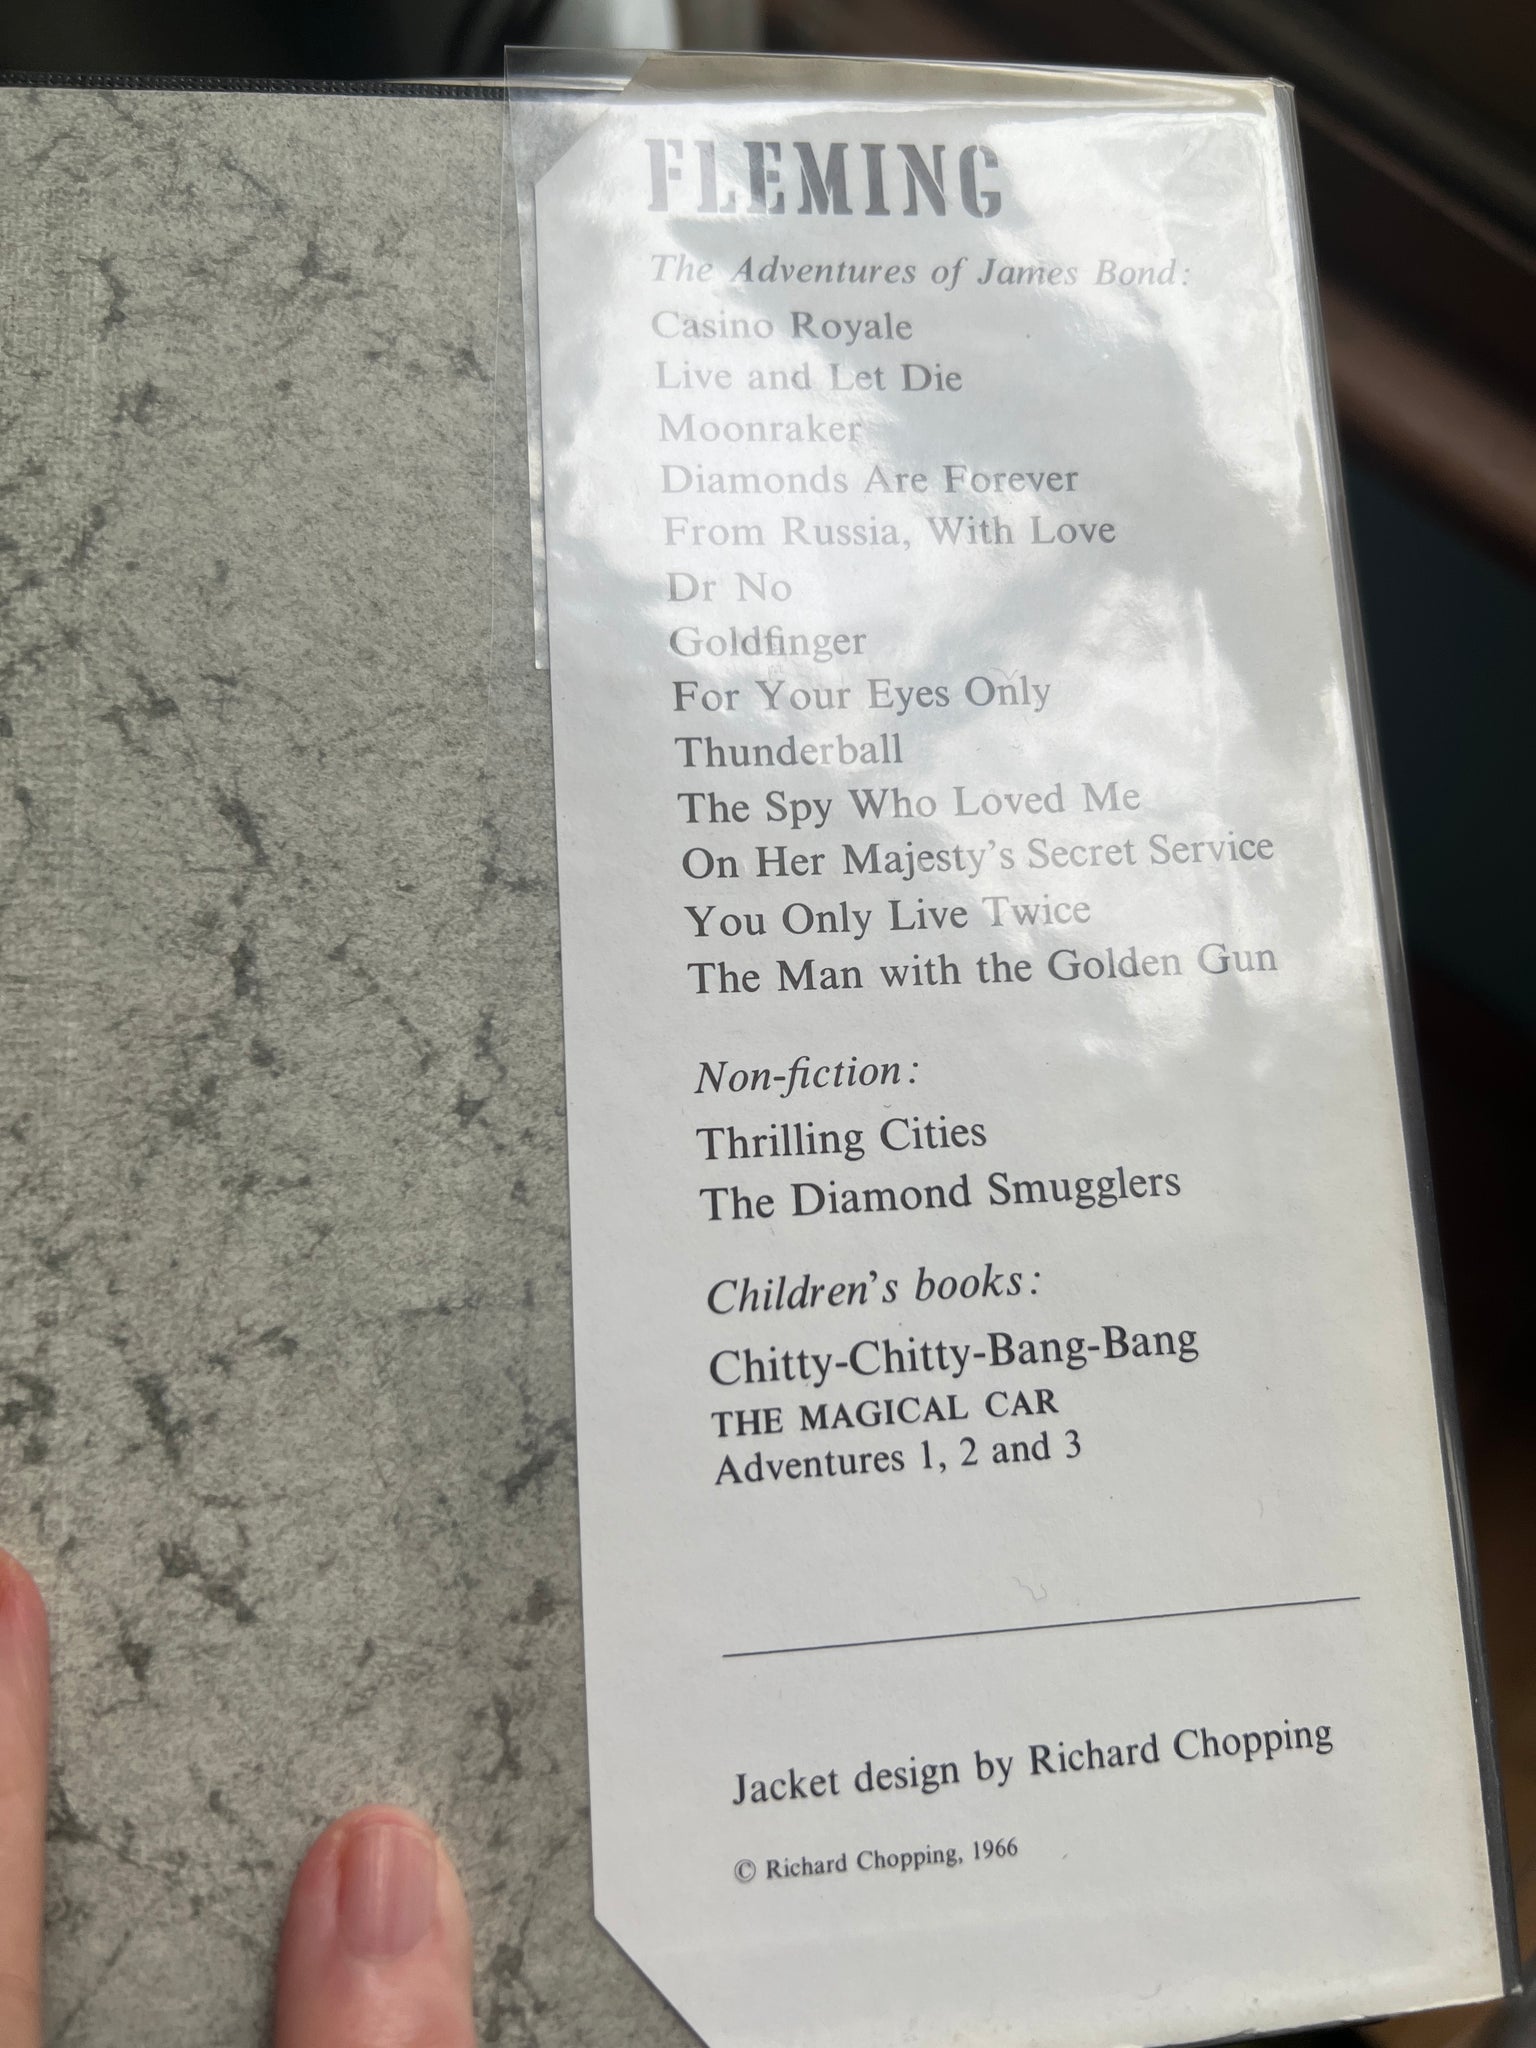 FLEMING
The Adventures of James Bond:
Casino Royale
Live and Let Die
Moonraker
Diamonds Are Forever
From Russia, With Love
Dr No
Goldfinger
For Your Eyes Only
Thunderball
The Spy Who Loved Me
On Her Majesty's Secret Service
You Only Live Twice
The Man with the Golden Gun
Non-fiction:
Thrilling Cities
The Diamond Smugglers
Children's books:
Chitty-Chitty-Bang-Bang
THE MAGICAL CAR
Adventures 1, 2 and 3
Jacket design by Richard Chopping
© Richard Chopping, 1966